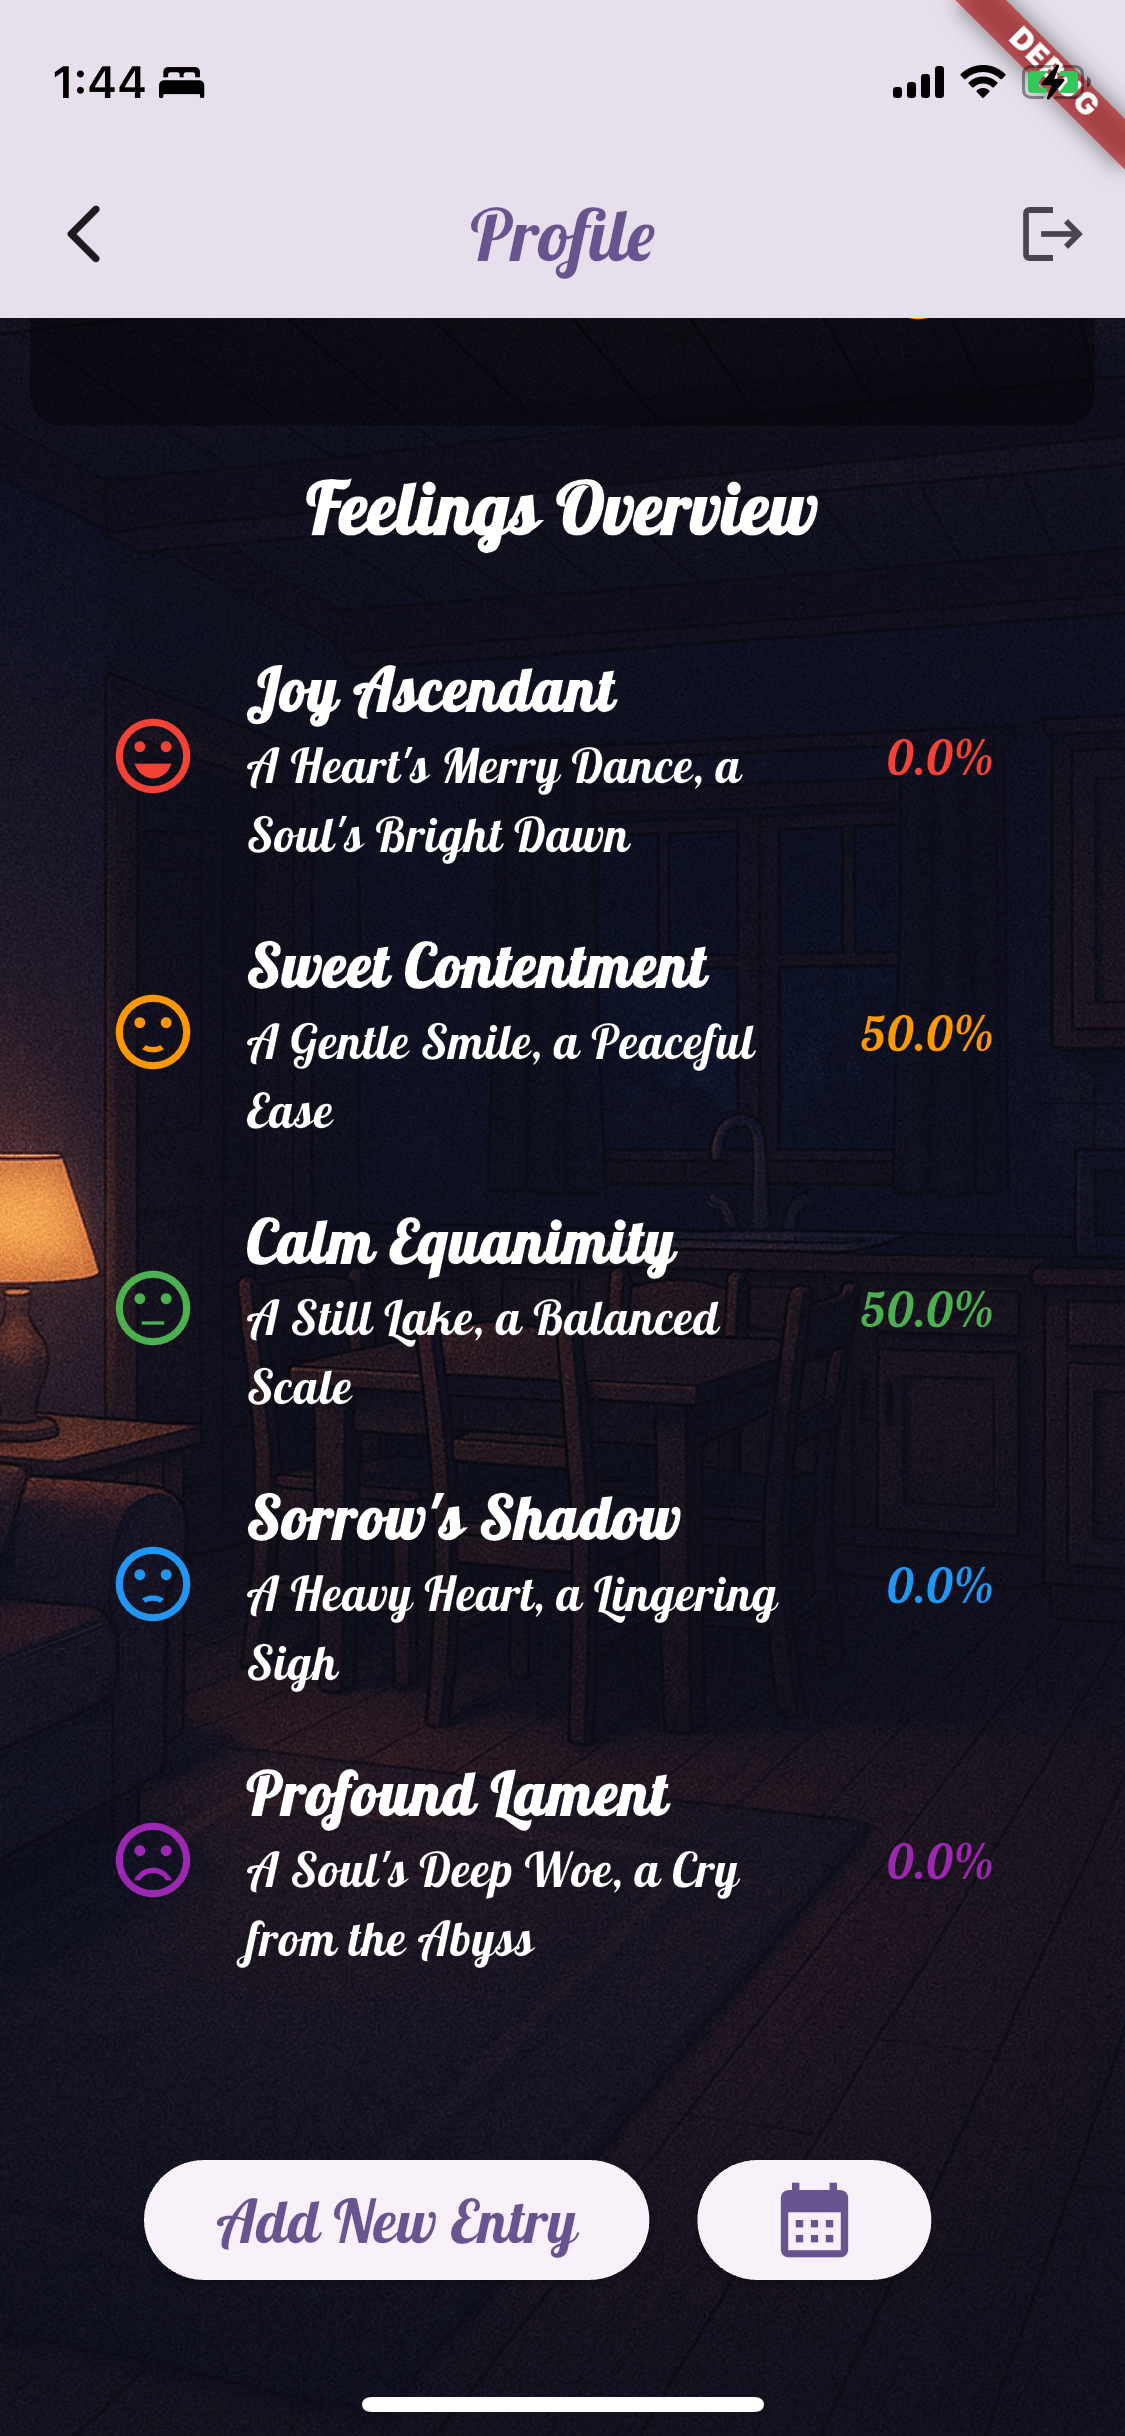 1:44
DEBUG
Profile
Feelings Overview
Joy Ascendant
A Heart's Merry Dance, a
Soul's Bright Dawn
0.0%
Sweet Contentment
A Gentle Smile, a Peaceful
Ease
50.0%
Calm Equanimity
A Still Lake, a Balanced
Scale
50.0%
Sorrow's Shadow
A Heavy Heart, a Lingering
Sigh
0.0%
Profound Lament
A Soul's Deep Woe, a Cry
from the Abyss
0.0%
Add New Entry